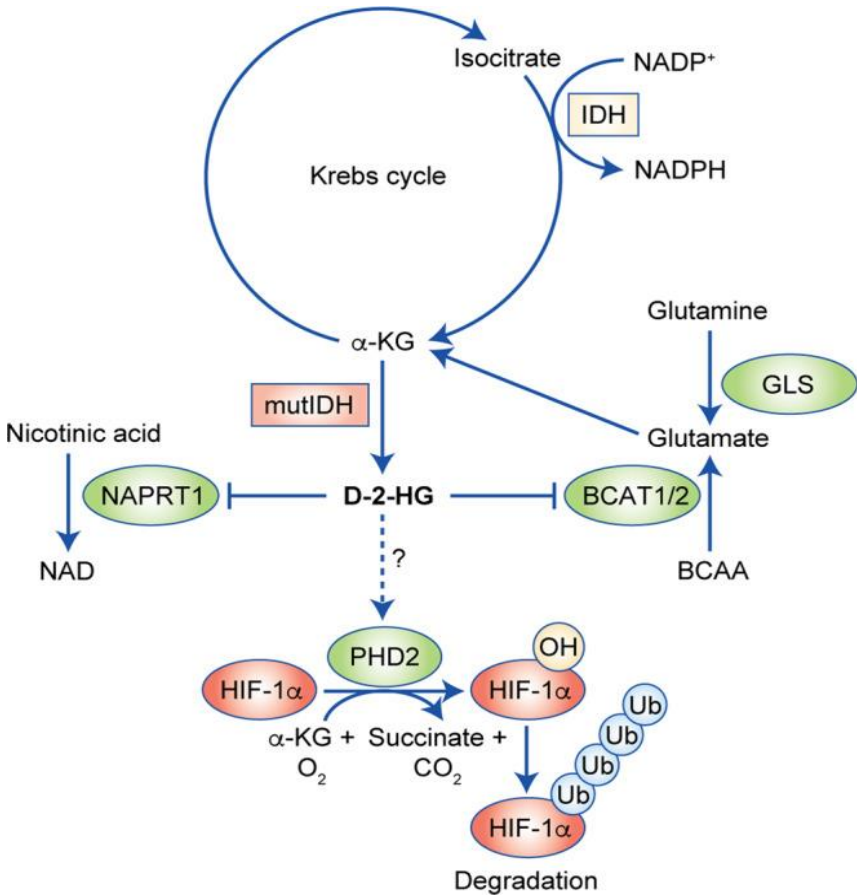 Isocitrate
NADP⁺
IDH
NADPH
Krebs cycle
α-KG
Glutamine
GLS
mutIDH
Glutamate
Nicotinic acid
NAPRT1
D-2-HG
BCAT1/2
NAD
?
BCAA
PHD2
OH
HIF-1α
HIF-1α
α-KG + Succinate +
O₂ CO₂
Ub
Ub
Ub
Ub
HIF-1α
Degradation